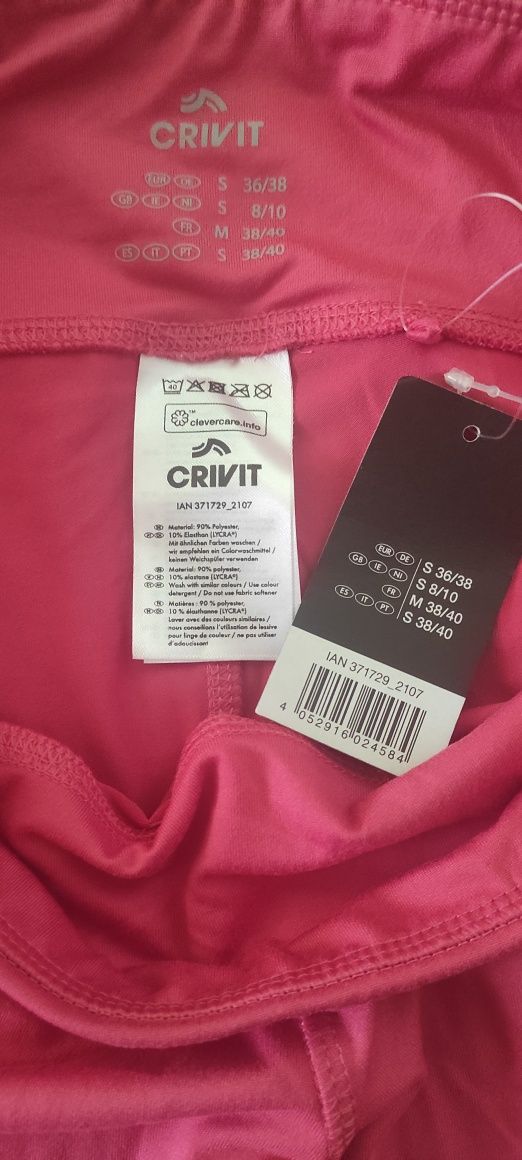 CRIVIT
EUR DE S 36/38
GB IE NI S 8/10
FR M 38/40
ES IT PT S 38/40
40
clevercare.info
CRIVIT
IAN 371729_2107
Material: 90% Polyester,
10% Elasthan (LYCRA®)
Mit ähnlichen Farben waschen /
wir empfehlen ein Colorwaschmittel /
keinen Weichspüler verwenden
Material: 90% polyester,
10% elastane (LYCRA®)
Wash with similar colours / Use colour
detergent / Do not use fabric softener
Matières: 90 % polyester,
10 % élasthanne (LYCRA®)
Laver avec des couleurs similaires /
nous conseillons l'utilisation de lessive
pour linge de couleur / ne pas utiliser
d'adoucissant
EUR DE S 36/38
GB IE NI S 8/10
FR M 38/40
ES IT PT S 38/40
IAN 371729_2107
4 052916 024584